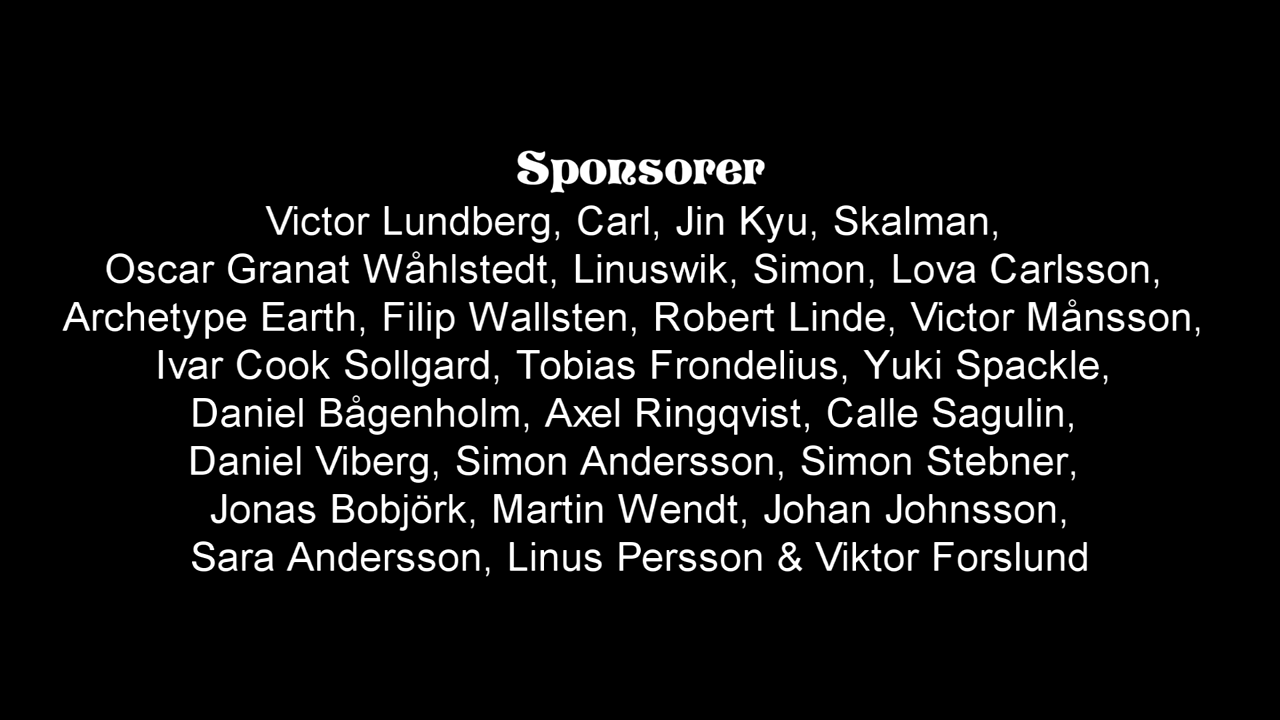 Sponsorer
Victor Lundberg, Carl, Jin Kyu, Skalman,
Oscar Granat Wåhlstedt, Linuswik, Simon, Lova Carlsson,
Archetype Earth, Filip Wallsten, Robert Linde, Victor Månsson,
Ivar Cook Sollgard, Tobias Frondelius, Yuki Spackle,
Daniel Bågenholm, Axel Ringqvist, Calle Sagulin,
Daniel Viberg, Simon Andersson, Simon Stebner,
Jonas Bobjörk, Martin Wendt, Johan Johnsson,
Sara Andersson, Linus Persson & Viktor Forslund